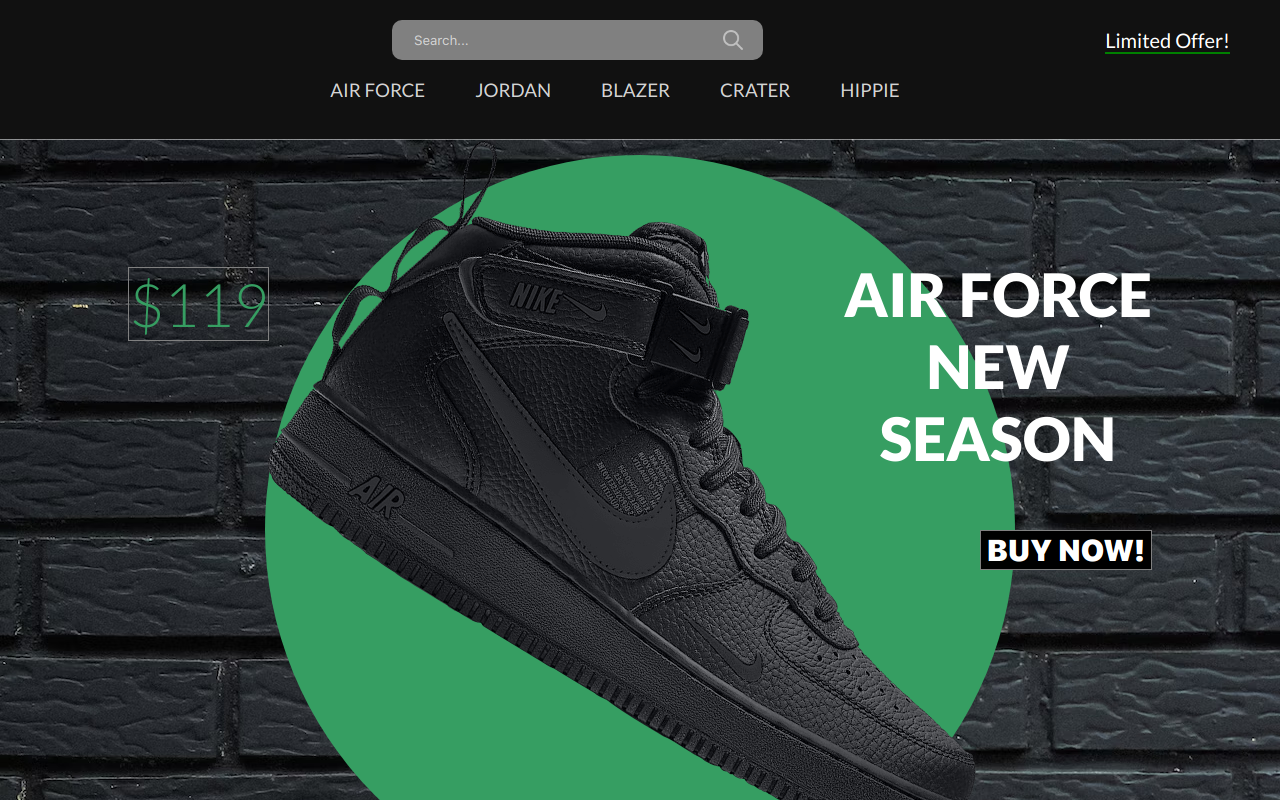 Search...
Limited Offer!
AIR FORCE
JORDAN
BLAZER
CRATER
HIPPIE
$119
AIR FORCE
NEW
SEASON
BUY NOW!
NIKE
AIR